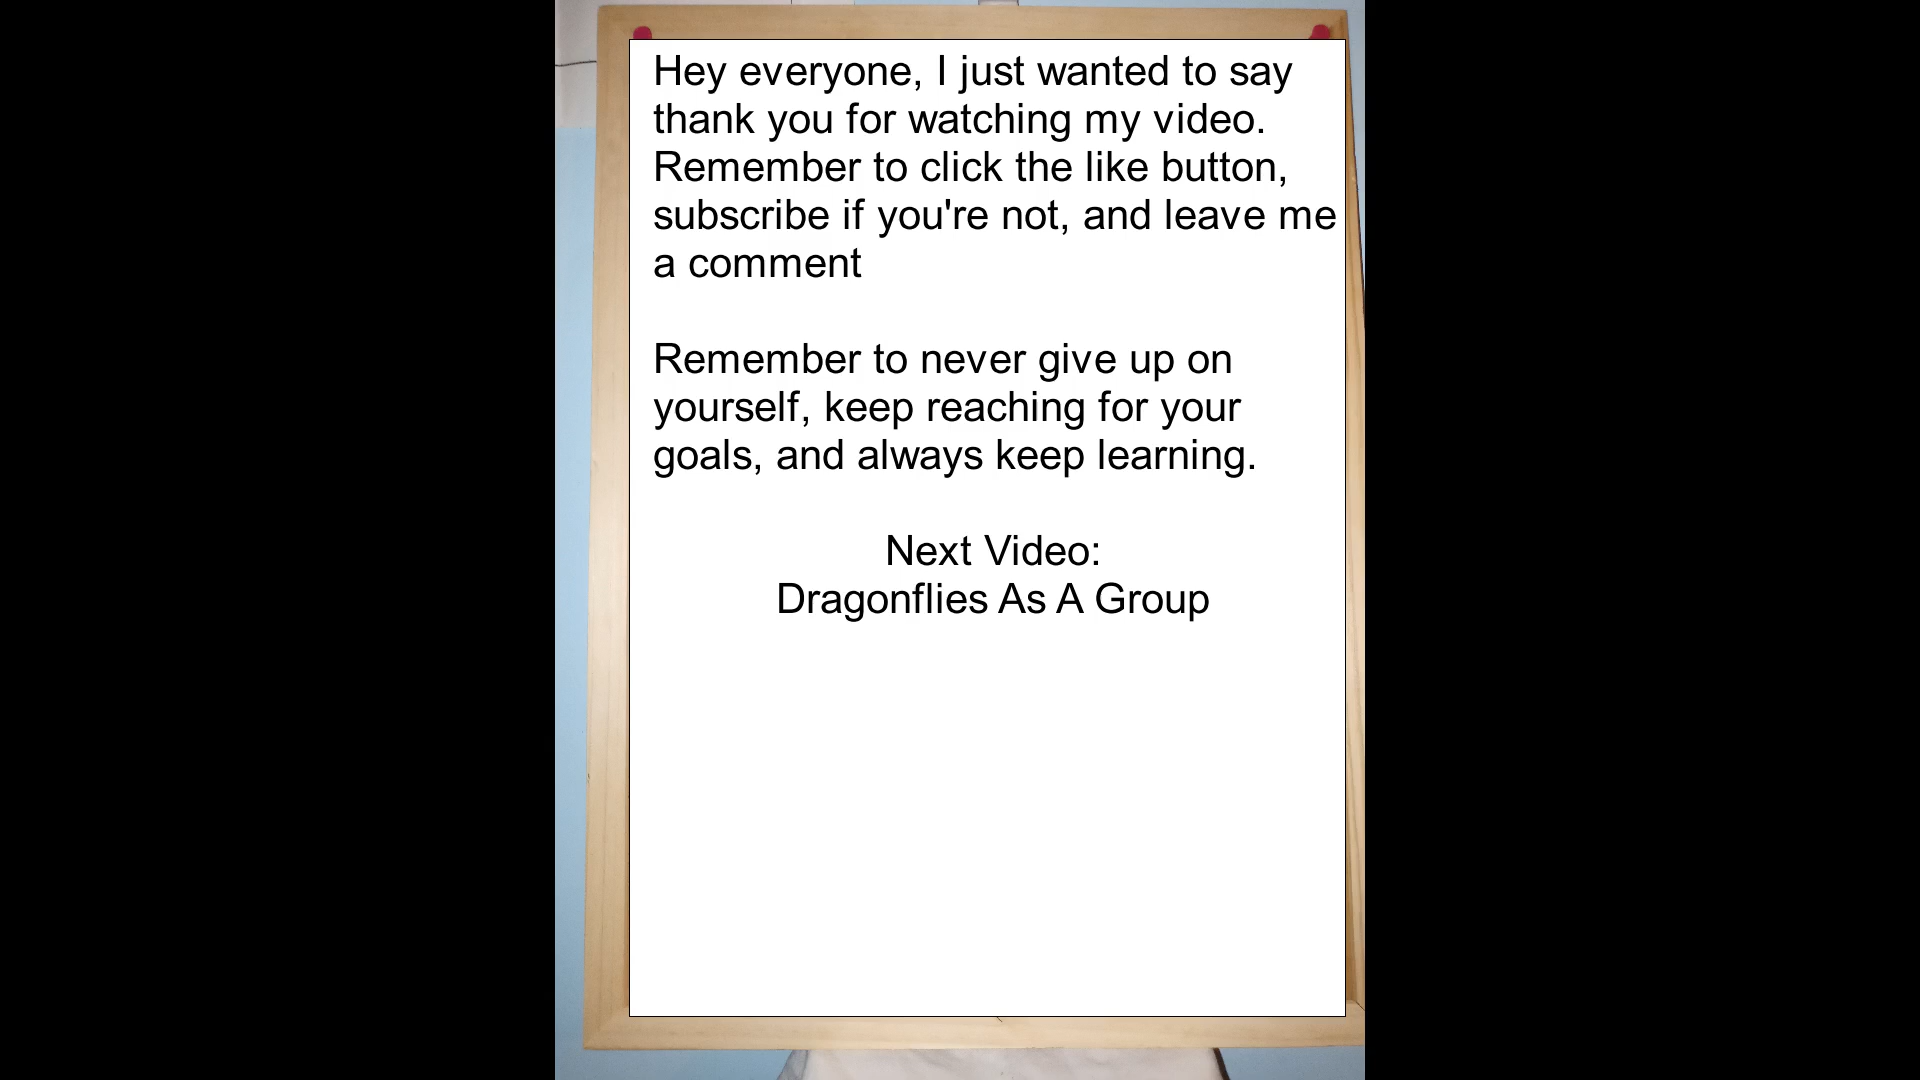 Hey everyone, I just wanted to say
thank you for watching my video.
Remember to click the like button,
subscribe if you're not, and leave me
a comment
Remember to never give up on
yourself, keep reaching for your
goals, and always keep learning.
Next Video:
Dragonflies As A Group